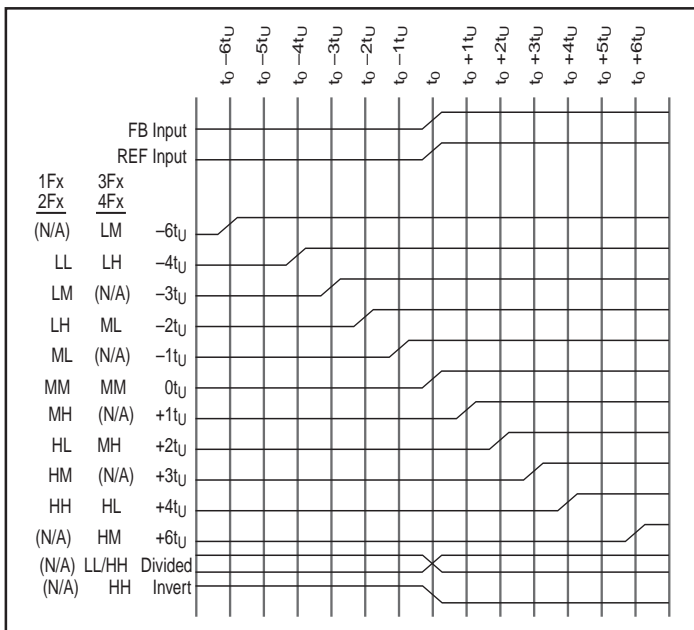 t₀ –6tᵤ t₀ –5tᵤ t₀ –4tᵤ t₀ –3tᵤ t₀ –2tᵤ t₀ –1tᵤ t₀ t₀ +1tᵤ t₀ +2tᵤ t₀ +3tᵤ t₀ +4tᵤ t₀ +5tᵤ t₀ +6tᵤ
FB Input
REF Input
1Fx 3Fx
2Fx 4Fx
(N/A) LM –6tU
LL LH –4tU
LM (N/A) –3tU
LH ML –2tU
ML (N/A) –1tU
MM MM 0tU
MH (N/A) +1tU
HL MH +2tU
HM (N/A) +3tU
HH HL +4tU
(N/A) HM +6tU
(N/A) LL/HH Divided
(N/A) HH Invert